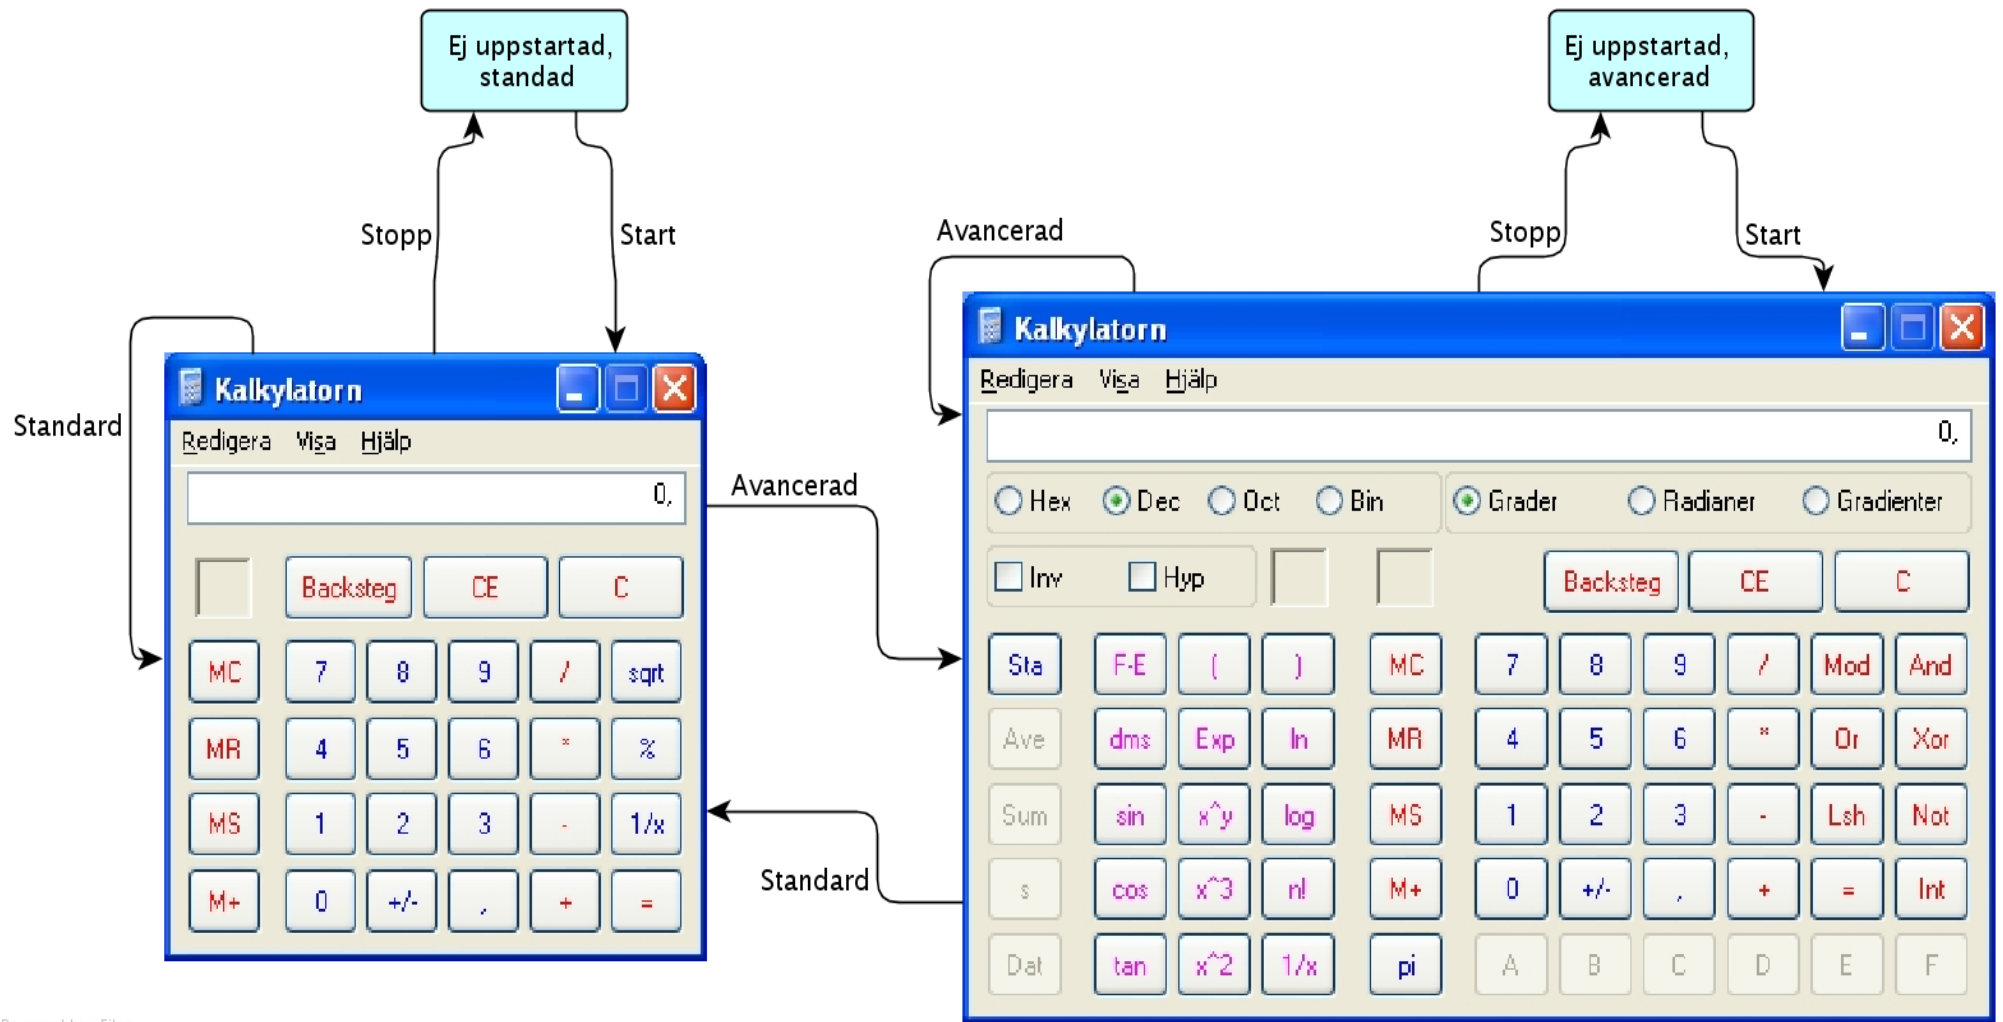 Ej uppstartad,
standad
Ej uppstartad,
avancerad
Stopp
Start
Avancerad
Stopp
Start
Standard
Avancerad
Standard
Kalkylatorn
Redigera Visa Hjälp
0,
Backsteg CE C
MC 7 8 9 / sqrt
MR 4 5 6 * %
MS 1 2 3 - 1/x
M+ 0 +/- , + =
Kalkylatorn
Redigera Visa Hjälp
0,
Hex Dec Oct Bin Grader Radianer Gradienter
Inv Hyp Backsteg CE C
Sta F-E ( ) MC 7 8 9 / Mod And
Ave dms Exp ln MR 4 5 6 * Or Xor
Sum sin x^y log MS 1 2 3 - Lsh Not
s cos x^3 n! M+ 0 +/- , + = Int
Dat tan x^2 1/x pi A B C D E F